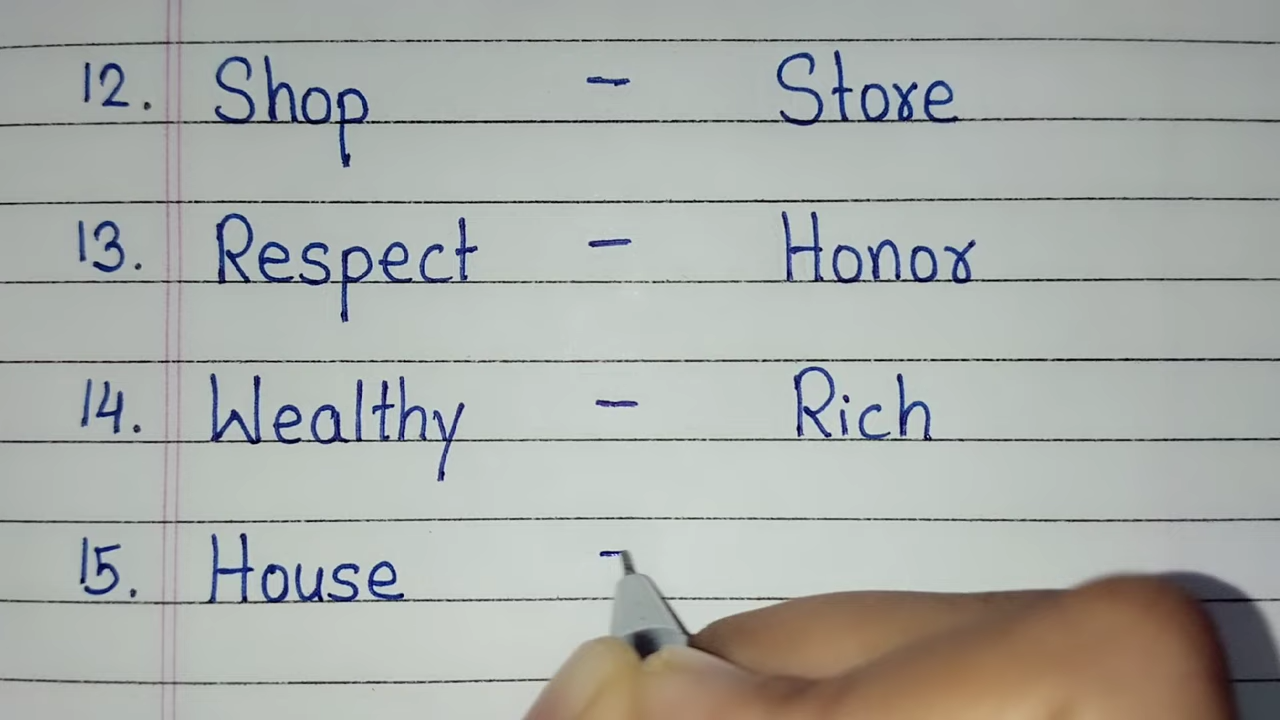 12. Shop - Store
13. Respect - Honor
14. Wealthy - Rich
15. House -